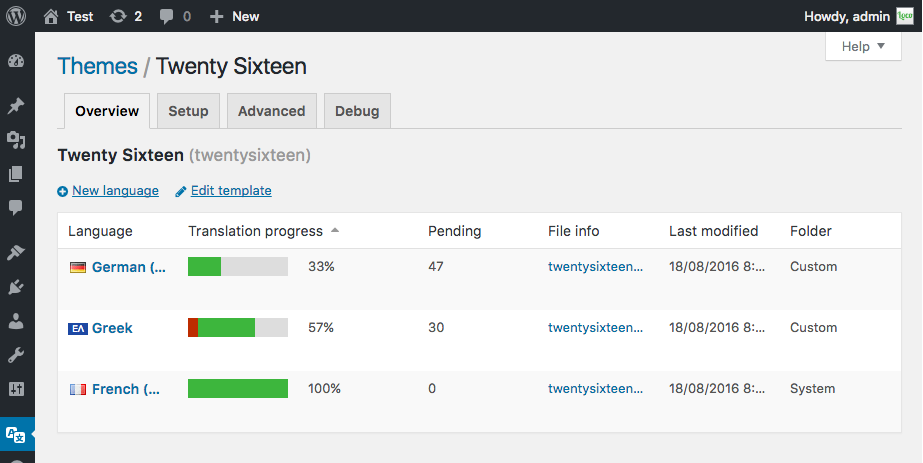 Test 2 0 New Howdy, admin
Help
Themes / Twenty Sixteen
Overview Setup Advanced Debug
Twenty Sixteen (twentysixteen)
New language Edit template
Language Translation progress Pending File info Last modified Folder
German (... 33% 47 twentysixteen... 18/08/2016 8:... Custom
ΕΛ Greek 57% 30 twentysixteen... 18/08/2016 8:... Custom
French (... 100% 0 twentysixteen... 18/08/2016 8:... System